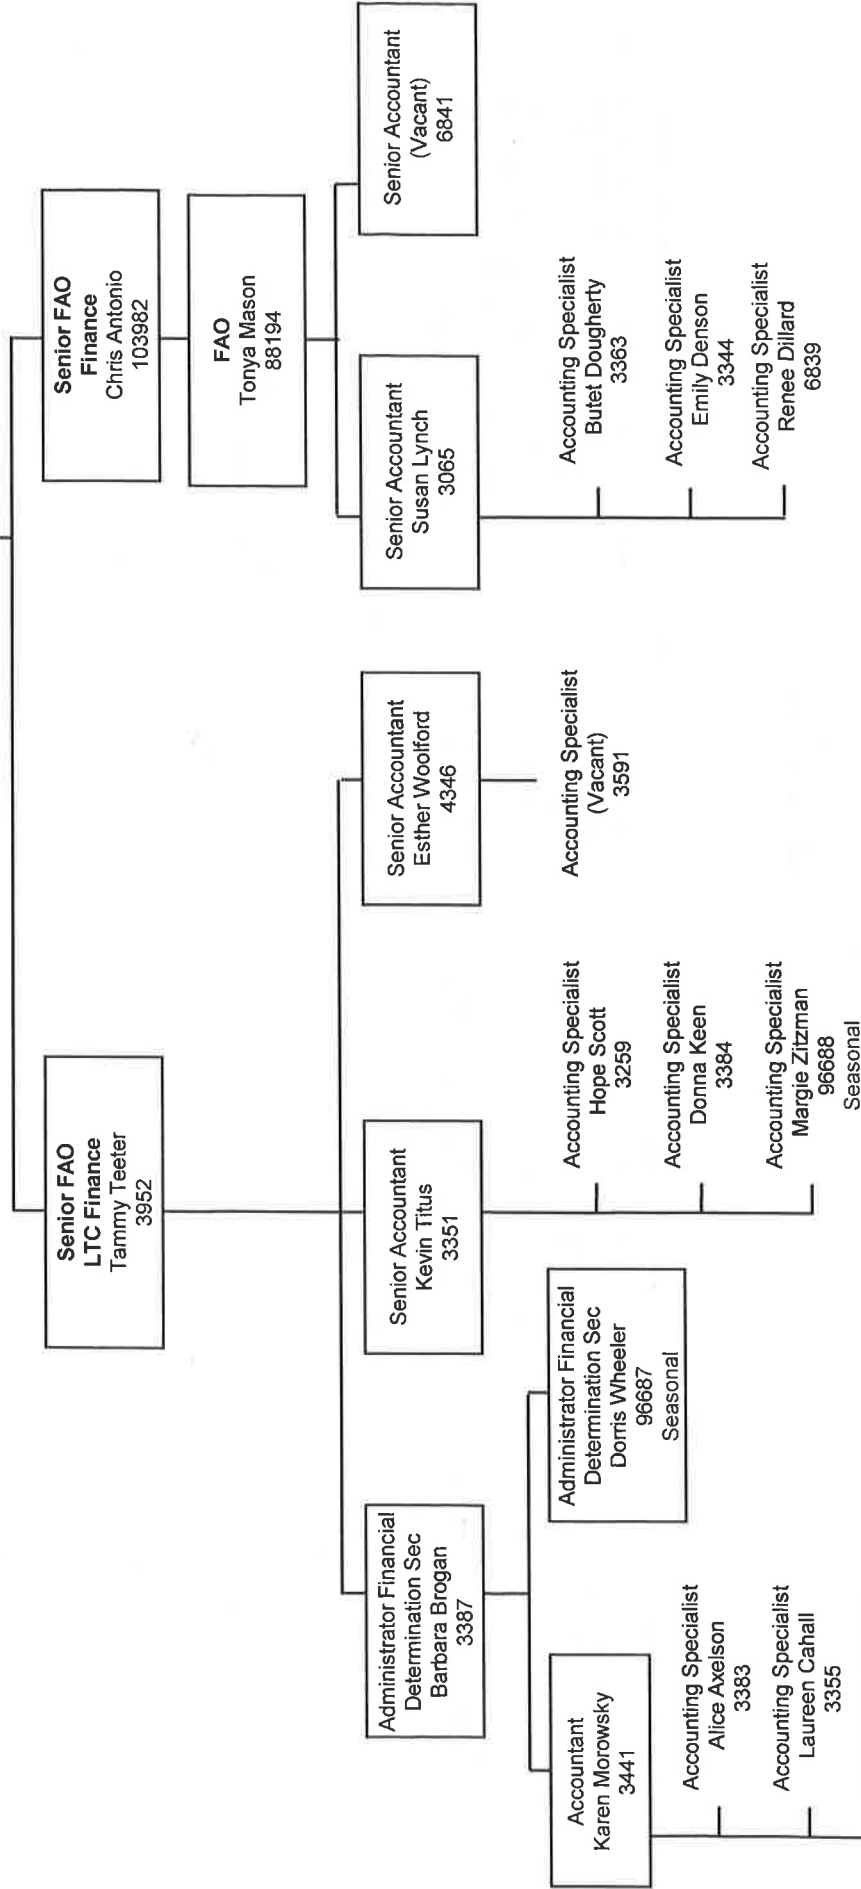 Senior FAO
LTC Finance
Tammy Teeter
3952
Senior FAO
Finance
Chris Antonio
103982
FAO
Tonya Mason
88194
Administrator Financial
Determination Sec
Barbara Brogan
3387
Senior Accountant
Kevin Titus
3351
Senior Accountant
Esther Woolford
4346
Senior Accountant
Susan Lynch
3065
Senior Accountant
(Vacant)
6841
Accountant
Karen Morowsky
3441
Administrator Financial
Determination Sec
Dorris Wheeler
96687
Seasonal
Accounting Specialist
Alice Axelson
3383
Accounting Specialist
Laureen Cahall
3355
Accounting Specialist
Hope Scott
3259
Accounting Specialist
Donna Keen
3384
Accounting Specialist
Margie Zitzman
96688
Seasonal
Accounting Specialist
(Vacant)
3591
Accounting Specialist
Butet Dougherty
3363
Accounting Specialist
Emily Denson
3344
Accounting Specialist
Renee Dillard
6839